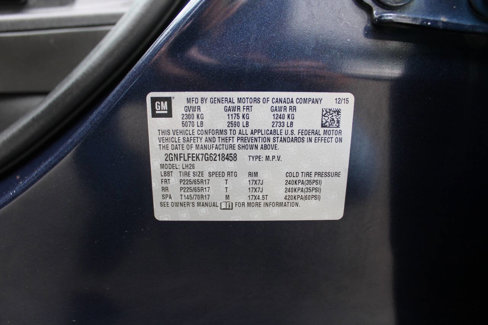 GM
MFD BY GENERAL MOTORS OF CANADA COMPANY 12/15
GVWR GAWR FRT GAWR RR
2300 KG 1175 KG 1240 KG
5070 LB 2590 LB 2733 LB
THIS VEHICLE CONFORMS TO ALL APPLICABLE U.S. FEDERAL MOTOR
VEHICLE SAFETY AND THEFT PREVENTION STANDARDS IN EFFECT ON
THE DATE OF MANUFACTURE SHOWN ABOVE.
2GNFLFEK7G6218458 TYPE: M.P.V.
MODEL: LH26
TIRE SIZE SPEED RTG RIM COLD TIRE PRESSURE
FRT P225/65R17 T 17X7J 240KPA(35PSI)
RR P225/65R17 T 17X7J 240KPA(35PSI)
SPA T145/70R17 M 17X4.5T 420KPA(60PSI)
SEE OWNER'S MANUAL FOR MORE INFORMATION.